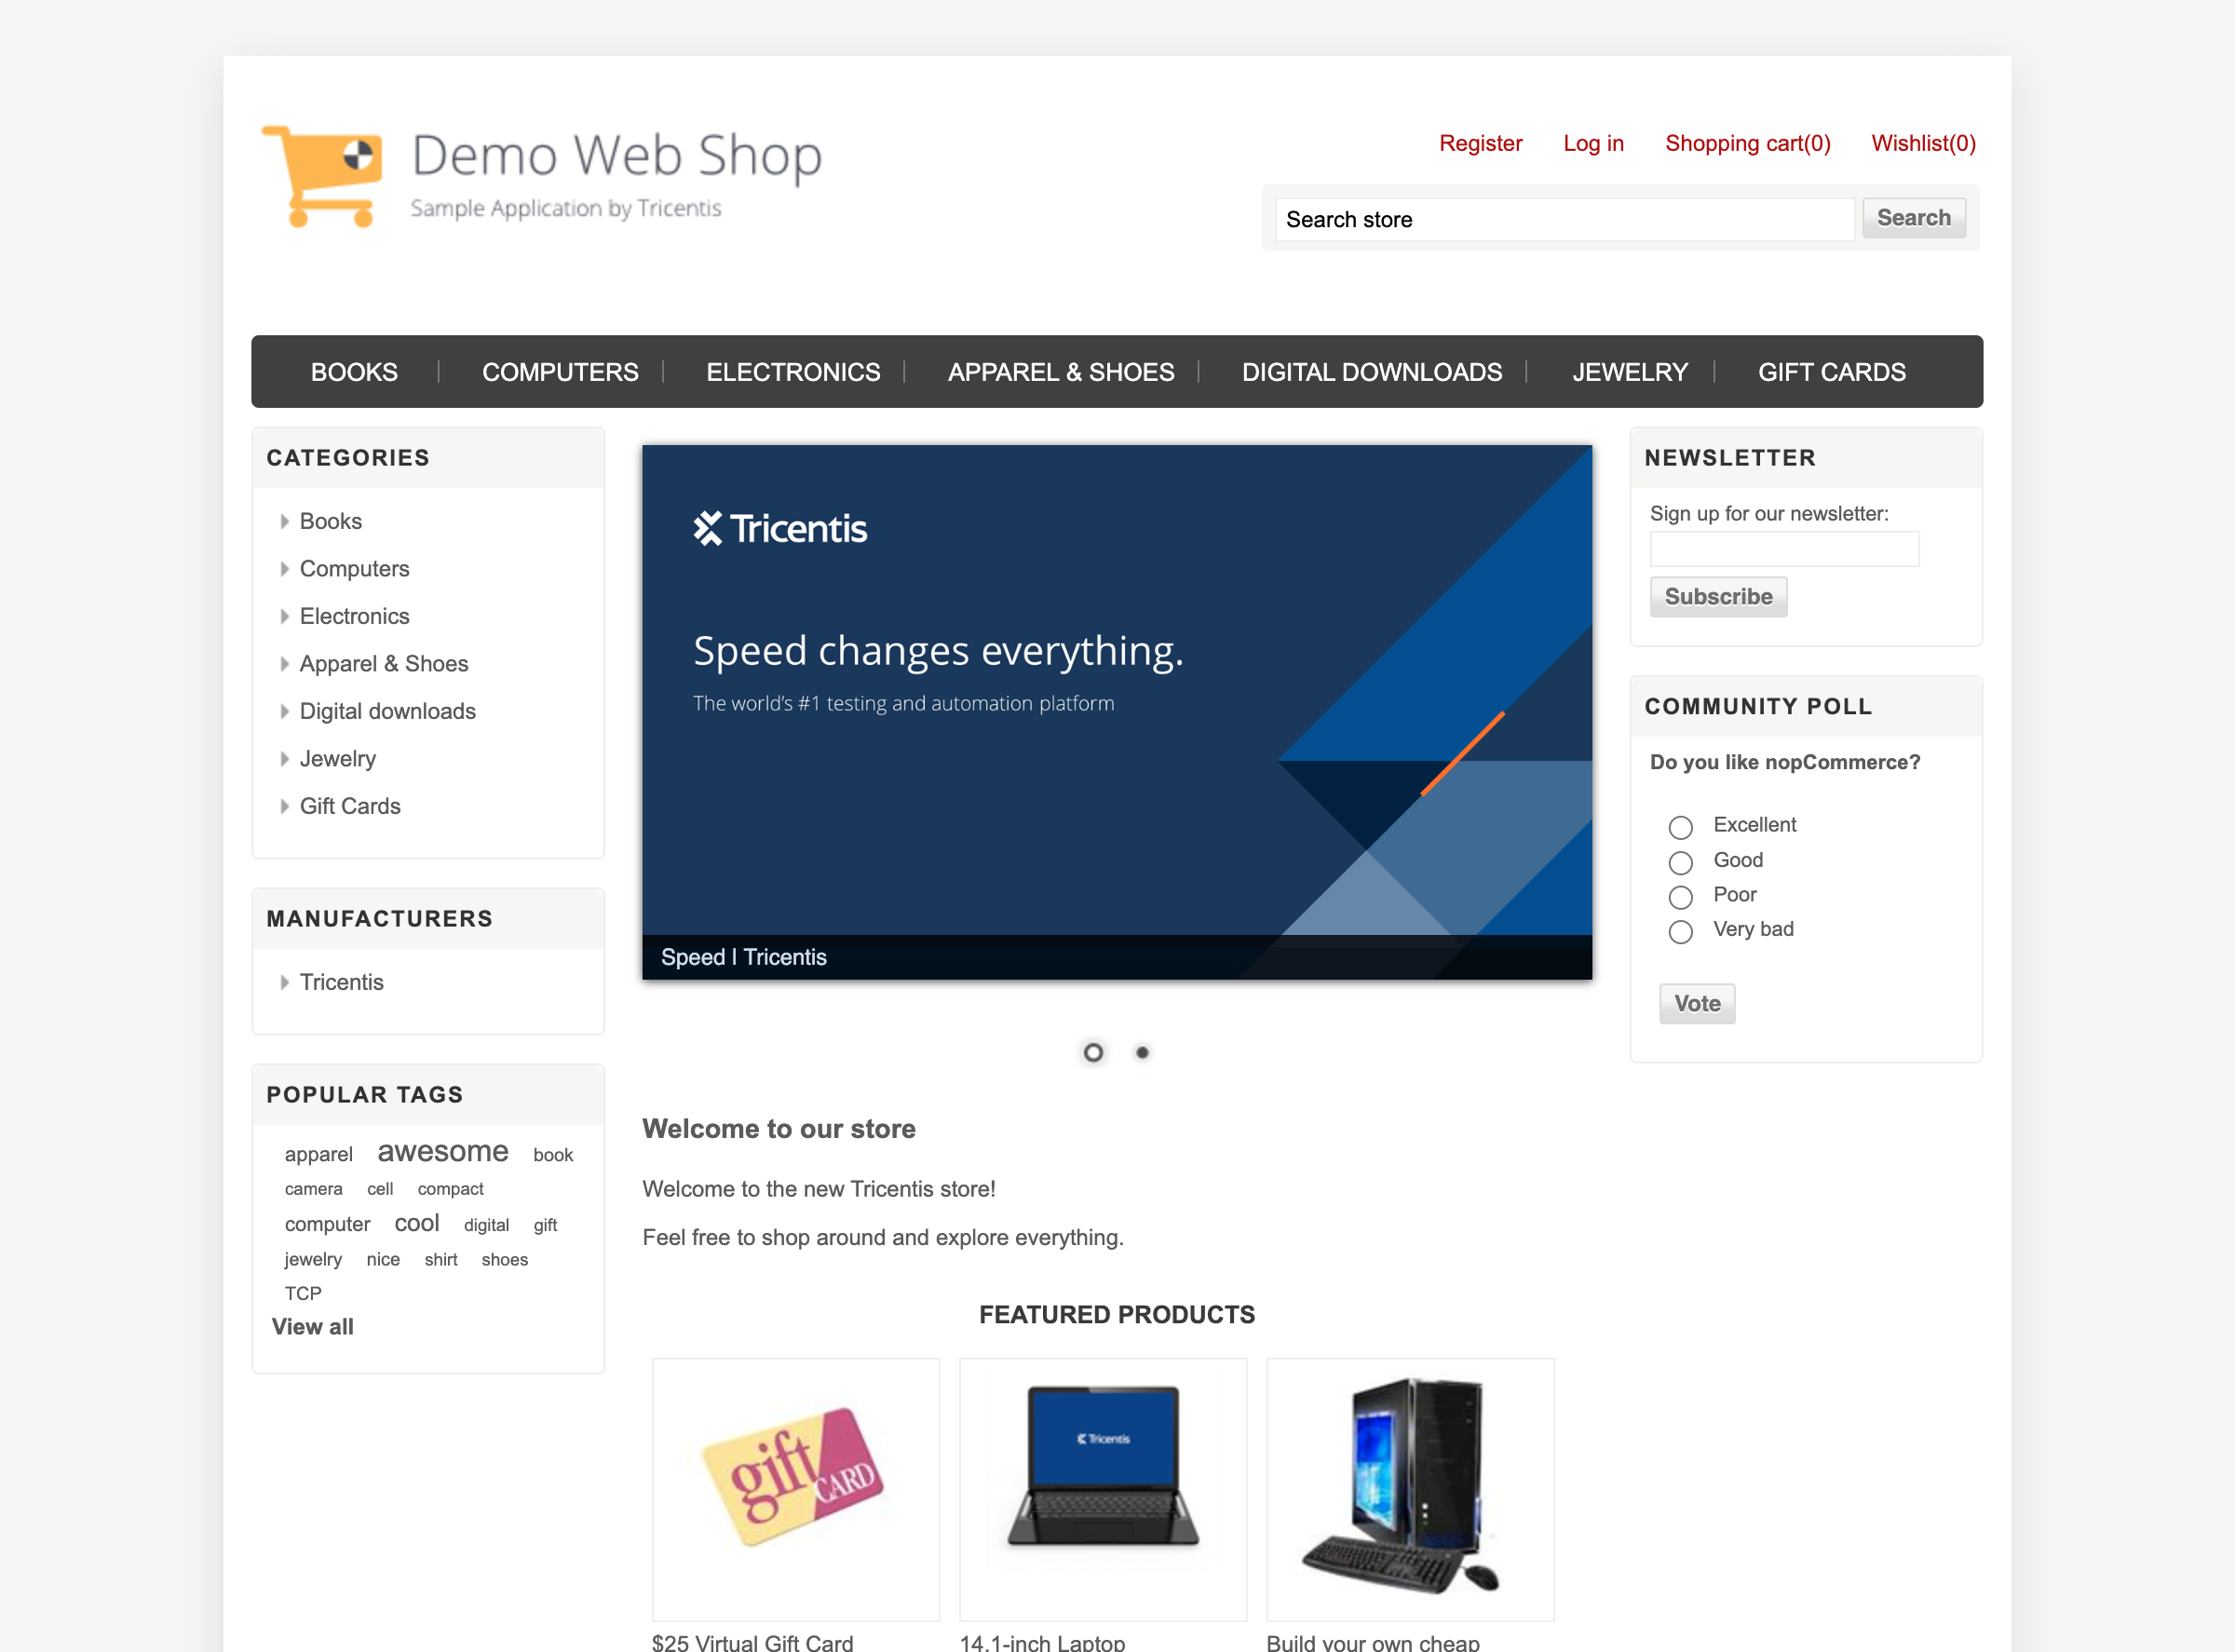 Demo Web Shop
Sample Application by Tricentis
Register Log in Shopping cart(0) Wishlist(0)
Search store Search
BOOKS COMPUTERS ELECTRONICS APPAREL & SHOES DIGITAL DOWNLOADS JEWELRY GIFT CARDS
CATEGORIES
Books
Computers
Electronics
Apparel & Shoes
Digital downloads
Jewelry
Gift Cards
MANUFACTURERS
Tricentis
POPULAR TAGS
apparel awesome book
camera cell compact
computer cool digital gift
jewelry nice shirt shoes
TCP
View all
Tricentis
Speed changes everything.
The world's #1 testing and automation platform
Speed | Tricentis
Welcome to our store
Welcome to the new Tricentis store!
Feel free to shop around and explore everything.
FEATURED PRODUCTS
gift CARD
Tricentis
$25 Virtual Gift Card
14.1-inch Laptop
Build your own cheap
NEWSLETTER
Sign up for our newsletter:
Subscribe
COMMUNITY POLL
Do you like nopCommerce?
Excellent
Good
Poor
Very bad
Vote